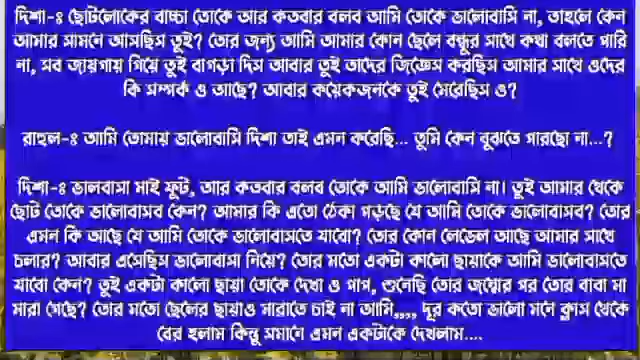 দিশা-ঃ ছোটলোকের বাচ্চা তোকে আর কতবার বলব আমি তোকে ভালোবাসি না, তাহলে কেন
আমার সামনে আসছিস তুই? তোর জন্য আমি আমার কোন ছেলে বন্ধুর সাথে কথা বলতে পারি
না, সব জায়গায় গিয়ে তুই বাগড়া দিস আবার তুই তাদের জিজ্ঞেস করছিস আমার সাথে ওদের
কি সম্পর্ক ও আছে? আবার কয়েকজনকে তুই মেরেছিস ও?
রাহুল-ঃ আমি তোমায় ভালোবাসি দিশা তাই এমন করেছি... তুমি কেন বুঝতে পারছো না...?
দিশা-ঃ ভালবাসা মাই ফুট, আর কতবার বলব তোকে আমি ভালোবাসি না। তুই আমার থেকে
ছোট তোকে ভালোবাসব কেন? আমার কি এতো ঠেকা পড়ছে যে আমি তোকে ভালোবাসব? তোর
এমন কি আছে যে আমি তোকে ভালোবাসতে যাবো? তোর কোন লেভেল আছে আমার সাথে
চলার? আবার এসেছিস ভালোবাসা নিয়ে? তোর মতো একটা কালো ছায়াকে আমি ভালোবাসতে
যাবো কেন? তুই একটা কালো ছায়া তোকে দেখা ও পাপ, শুনেছি তোর জন্মের পর তোর বাবা মা
মারা গেছে? তোর মতো ছেলের ছায়াও মারাতে চাই না আমি,,,, দূর কতো ভালো মনে ক্লাস থেকে
বের হলাম কিন্তু সমানে এমন একটাকে দেখলাম....